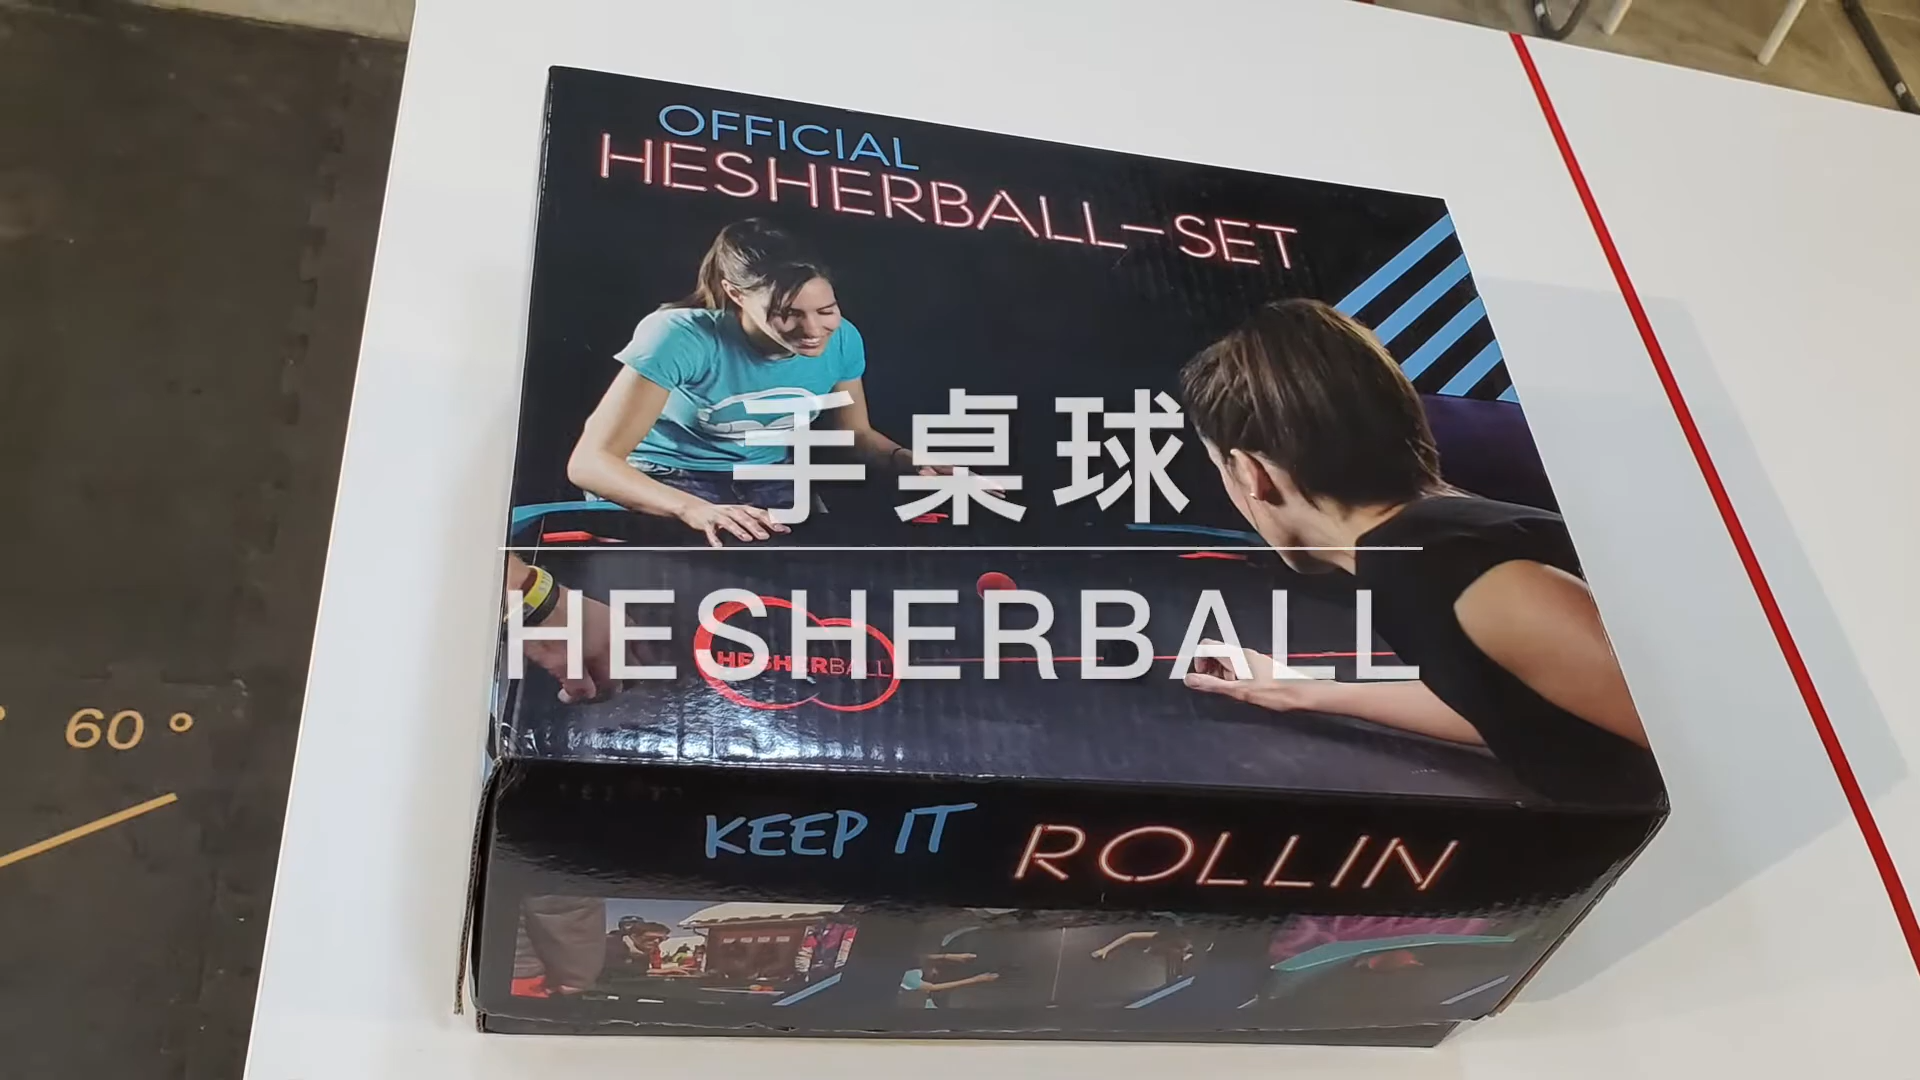 OFFICIAL
HESHERBALL-SET
手桌球
HESHERBALL
HESHERBALL
KEEP IT ROLLIN
60°